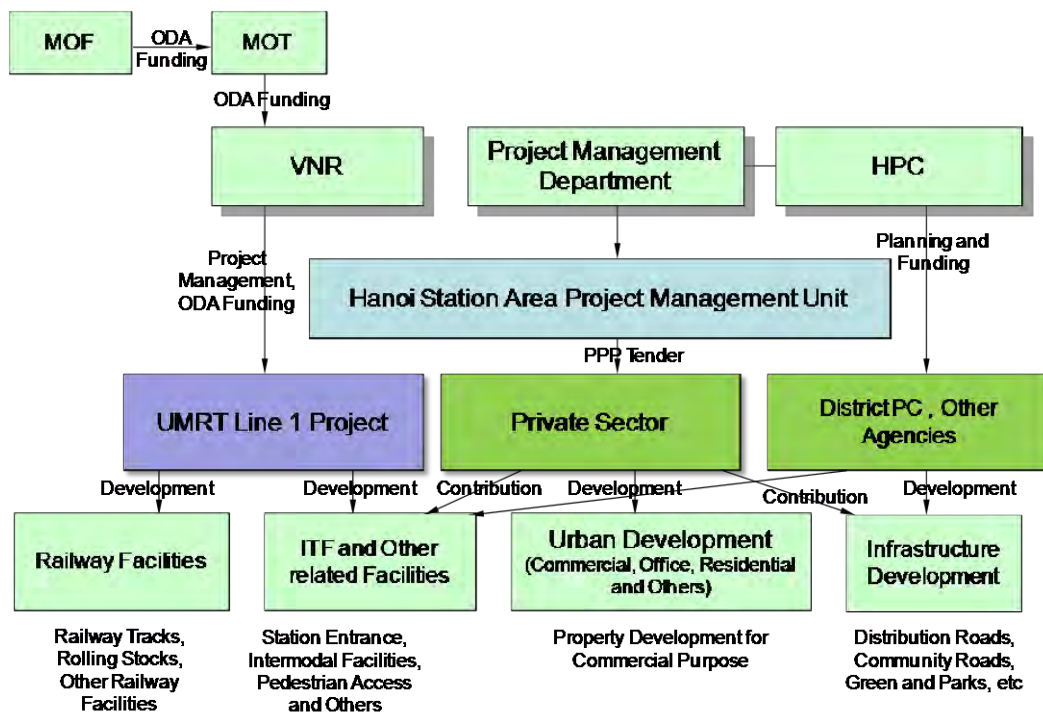 MOF
ODA
Funding
MOT
ODA Funding
VNR
Project Management
Department
HPC
Project
Management,
ODA Funding
Planning and
Funding
Hanoi Station Area Project Management Unit
PPP Tender
UMRT Line 1 Project
Private Sector
District PC , Other
Agencies
Development
Development
Contribution
Development
Contribution
Development
Railway Facilities
ITF and Other
related Facilities
Urban Development
(Commercial, Office, Residential
and Others)
Infrastructure
Development
Railway Tracks,
Rolling Stocks,
Other Railway
Facilities
Station Entrance,
Intermodal Facilities,
Pedestrian Access
and Others
Property Development for
Commercial Purpose
Distribution Roads,
Community Roads,
Green and Parks, etc